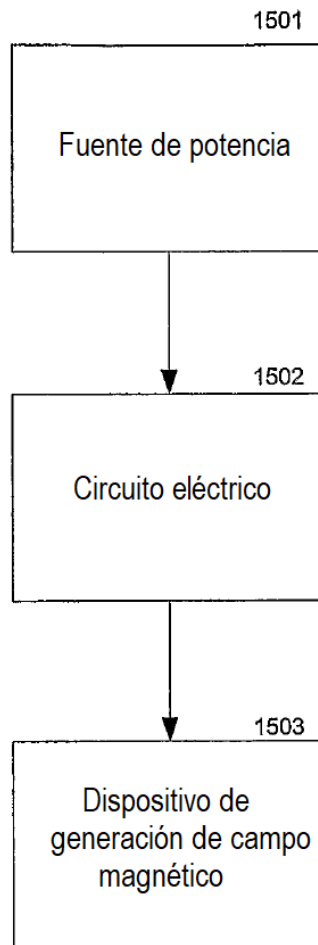 1501
Fuente de potencia
1502
Circuito eléctrico
1503
Dispositivo de
generación de campo
magnético